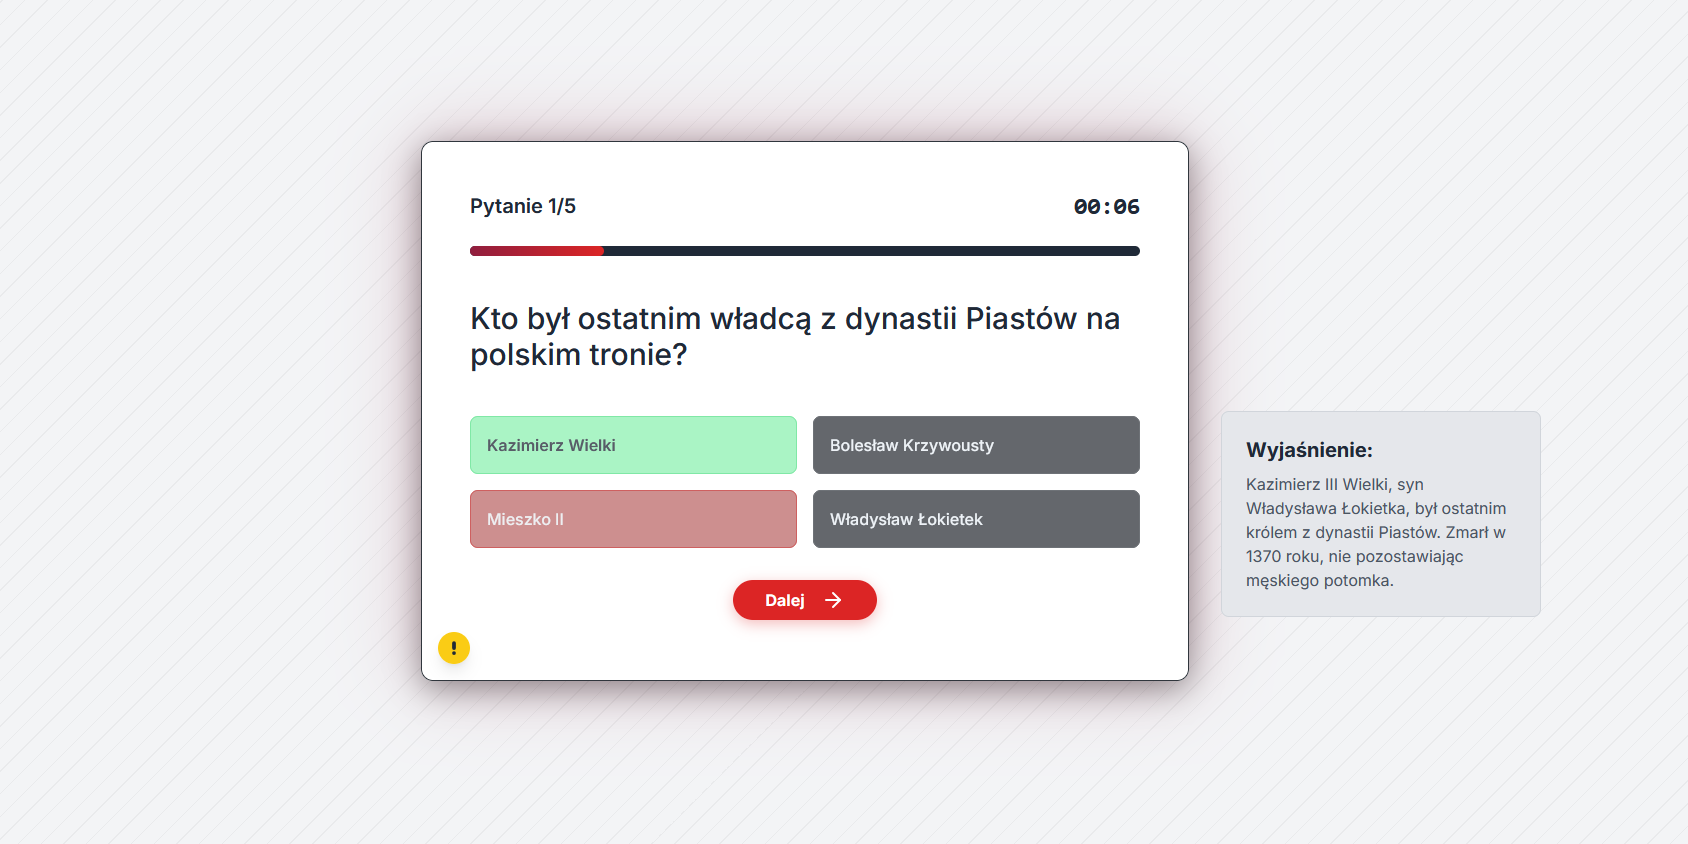 Pytanie 1/5
00:06
Kto był ostatnim władcą z dynastii Piastów na
polskim tronie?
Kazimierz Wielki
Bolesław Krzywousty
Mieszko II
Władysław Łokietek
Dalej
Wyjaśnienie:
Kazimierz III Wielki, syn
Władysława Łokietka, był ostatnim
królem z dynastii Piastów. Zmarł w
1370 roku, nie pozostawiając
męskiego potomka.